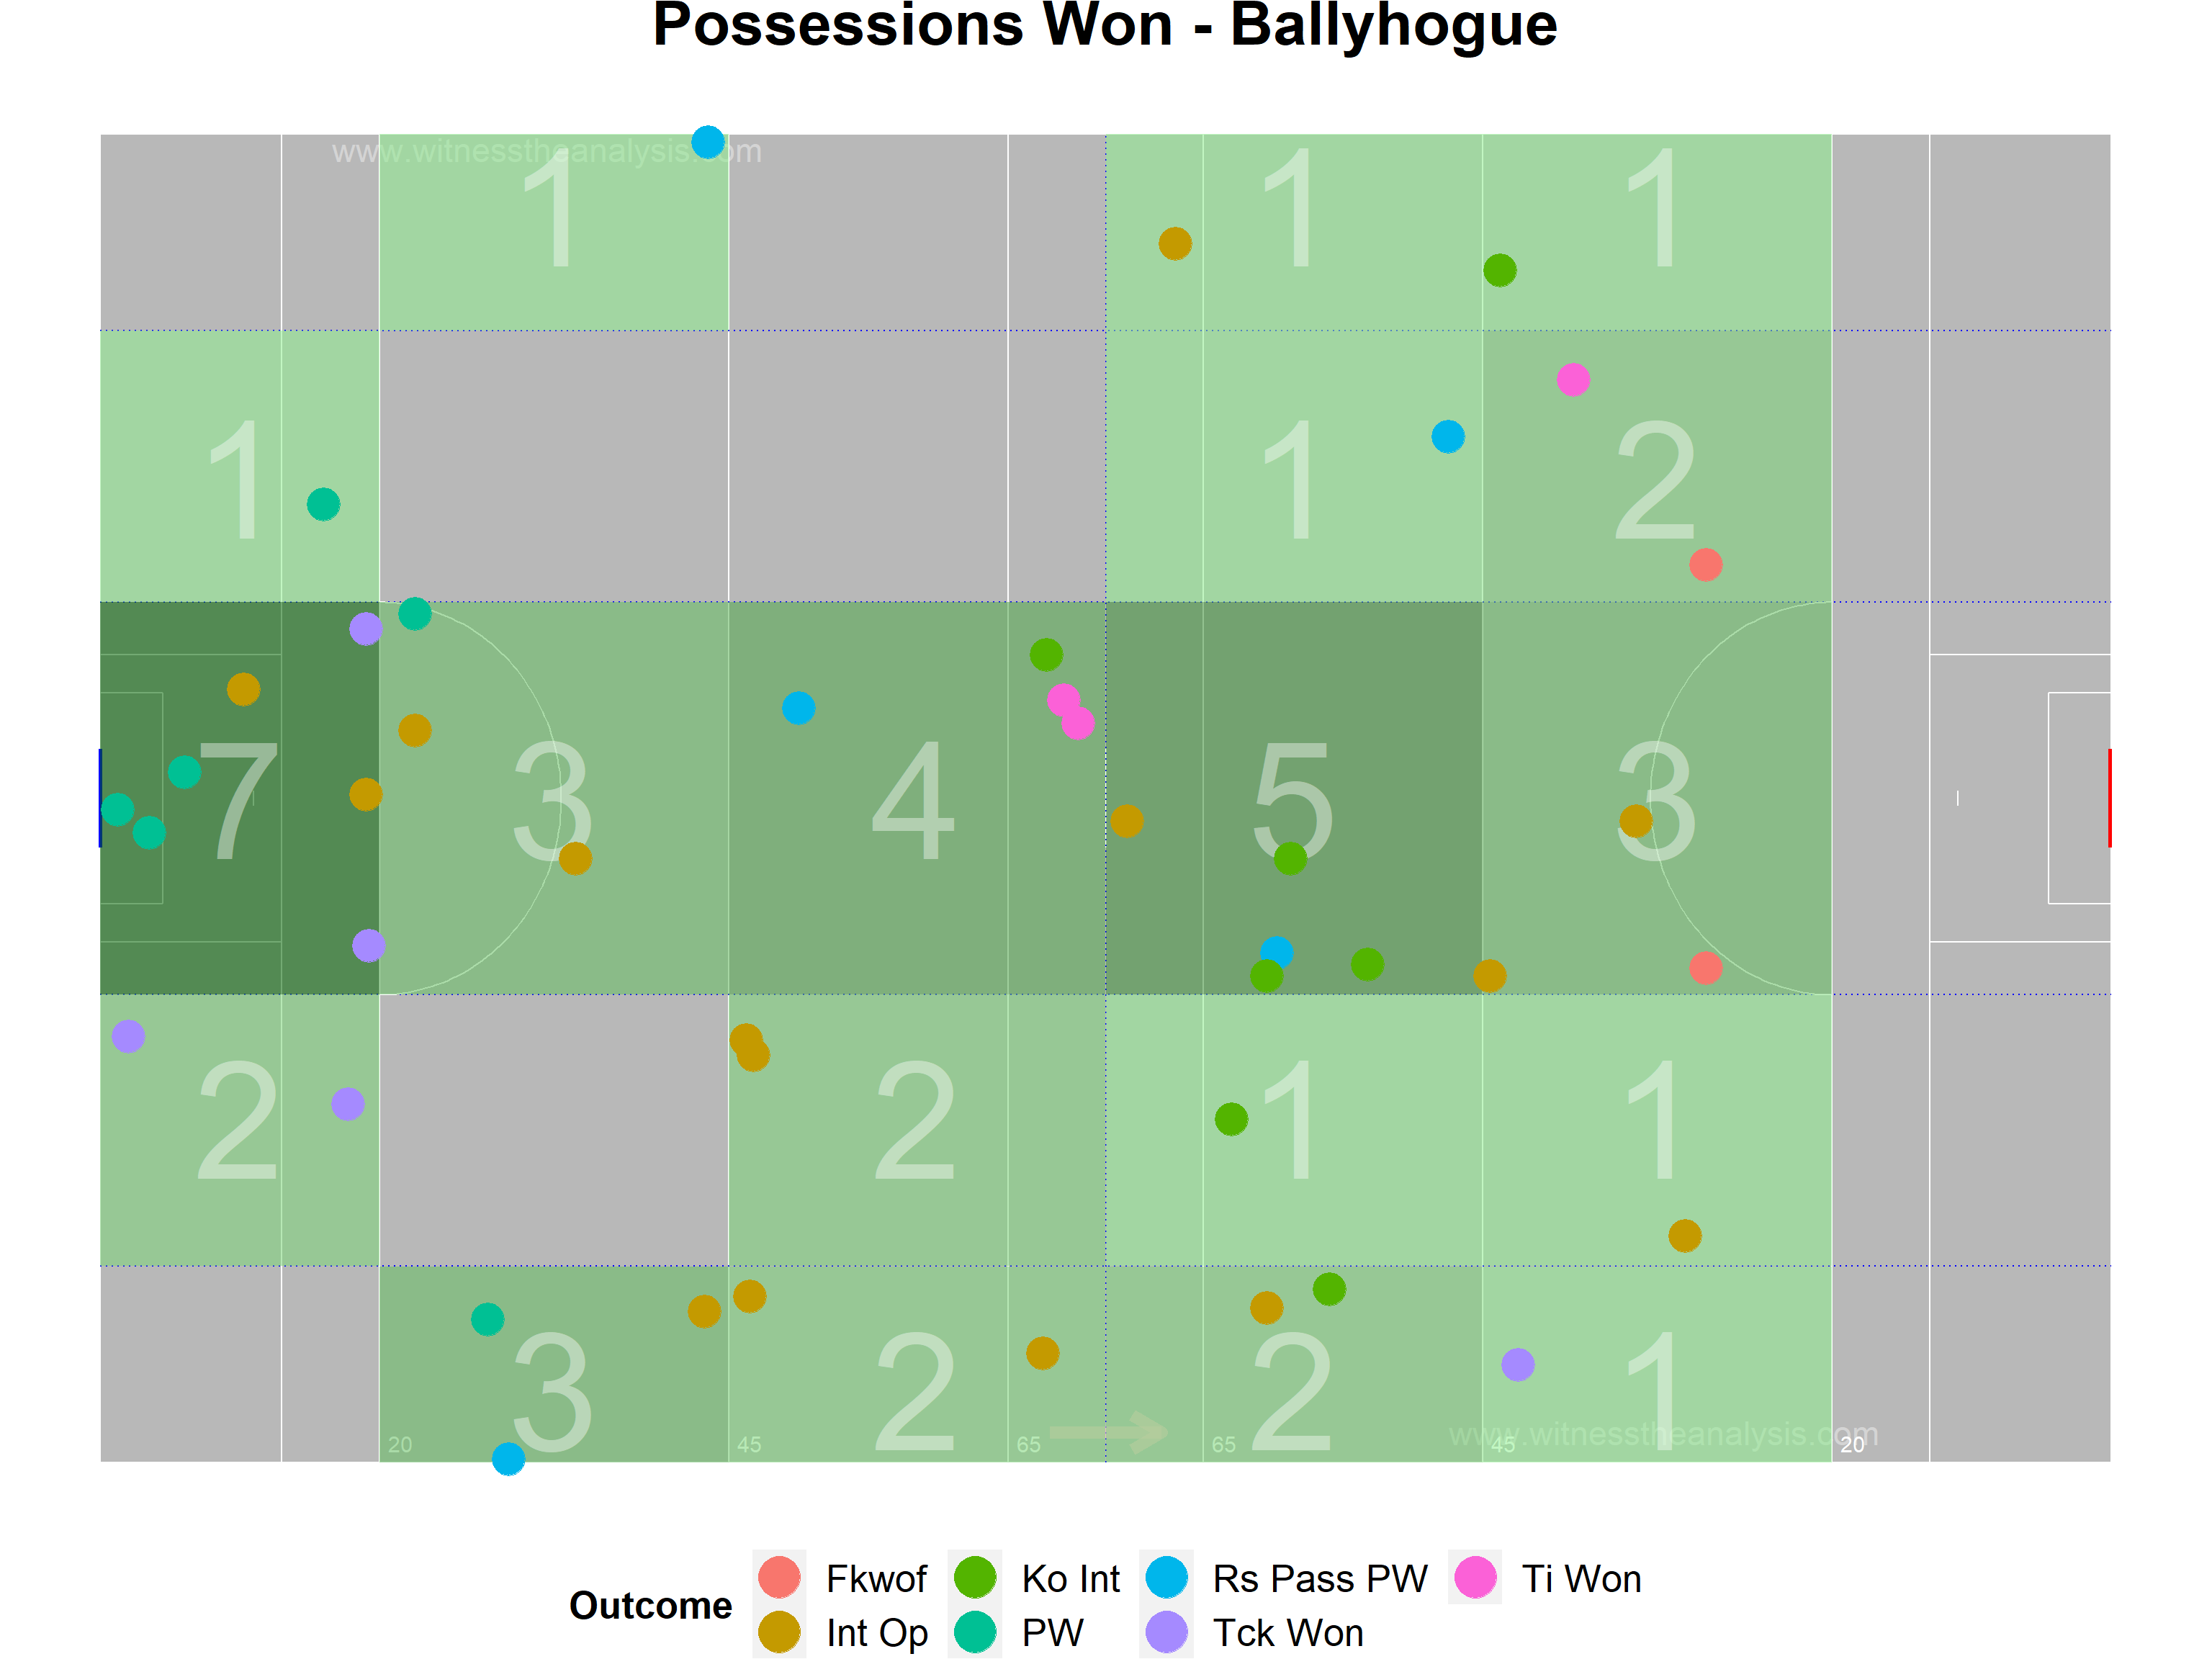 Possessions Won - Ballyhogue
www.witnesstheanalysis.com
1 1 1
1 1 2
7 3 4 5 3
2 2 1 1
3 2 2 1
www.witnesstheanalysis.com
20 45 65 65 45 20
Outcome
Fkwof Ko Int Rs Pass PW Ti Won
Int Op PW Tck Won